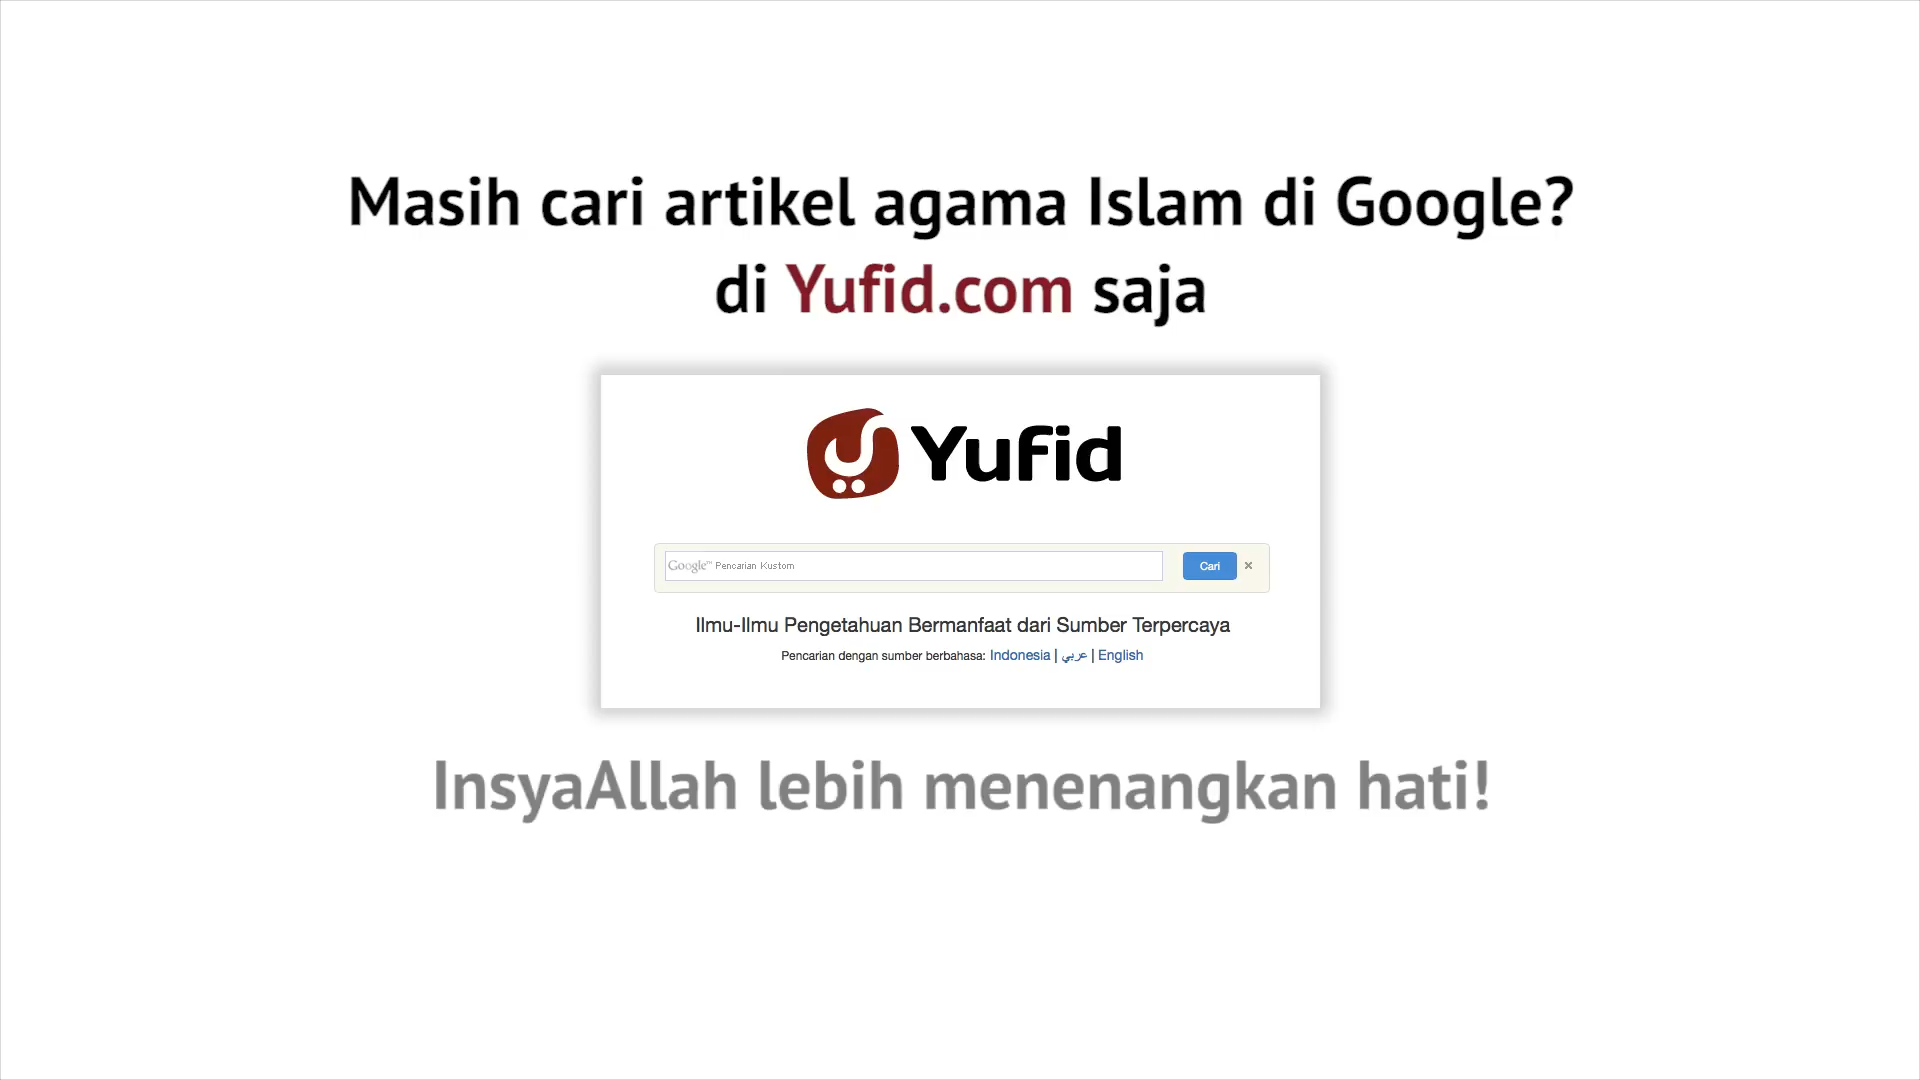 Masih cari artikel agama Islam di Google?
di Yufid.com saja
Yufid
Google™ Pencarian Kustom
Cari ×
Ilmu-Ilmu Pengetahuan Bermanfaat dari Sumber Terpercaya
Pencarian dengan sumber berbahasa: Indonesia | عربي | English
InsyaAllah lebih menenangkan hati!